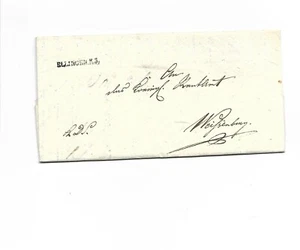 ELLINGEN R.S.
An
das Königl. Rentamt
R.S.
Weißenburg.